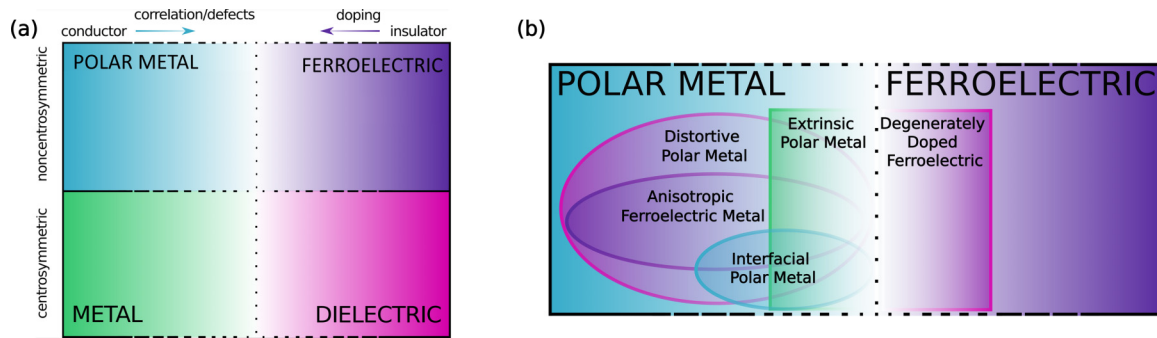 (a)
correlation/defects
doping
conductor
insulator
noncentrosymmetric
POLAR METAL
FERROELECTRIC
centrosymmetric
METAL
DIELECTRIC
(b)
POLAR METAL
FERROELECTRIC
Distortive
Polar Metal
Extrinsic
Polar Metal
Degenerately
Doped
Ferroelectric
Anisotropic
Ferroelectric Metal
Interfacial
Polar Metal